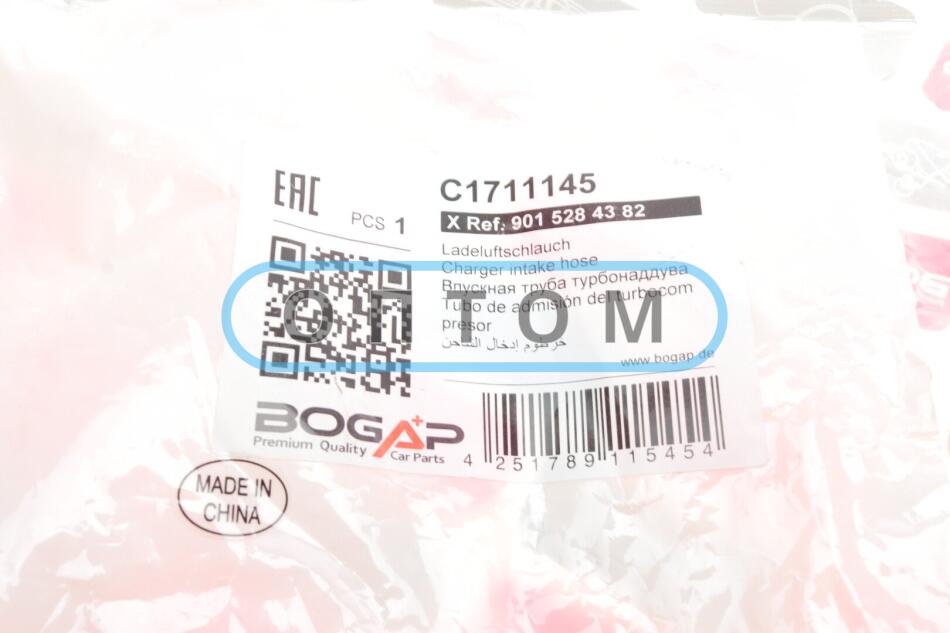 EAC
PCS 1
C1711145
X Ref. 901 528 43 82
Ladeluftschlauch
Charger intake hose
Впускная труба турбонаддува
Tubo de admisión del turbocom
presor
خرطوم إدخال الشاحن
www.bogap.de
ОПТОМ
BOGAP
Premium Quality Car Parts
4 251789 115454
MADE IN
CHINA